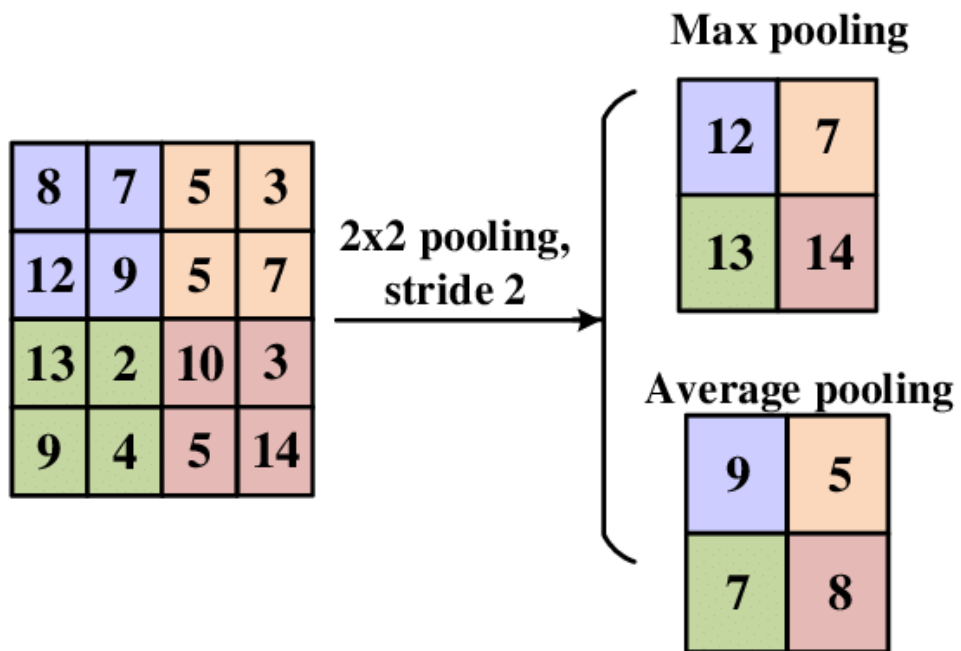 Max pooling
12 7
13 14
8 7 5 3
12 9 5 7
13 2 10 3
9 4 5 14
2x2 pooling,
stride 2
Average pooling
9 5
7 8